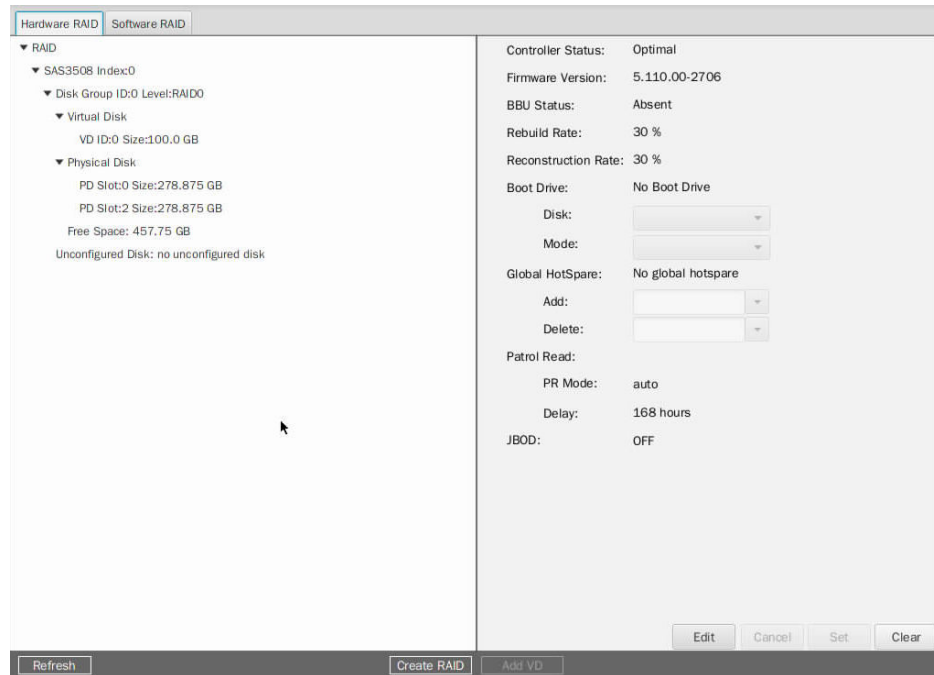 Hardware RAID Software RAID
RAID
SAS3508 Index:0
Disk Group ID:0 Level:RAID0
Virtual Disk
VD ID:0 Size:100.0 GB
Physical Disk
PD Slot:0 Size:278.875 GB
PD Slot:2 Size:278.875 GB
Free Space: 457.75 GB
Unconfigured Disk: no unconfigured disk
Controller Status: Optimal
Firmware Version: 5.110.00-2706
BBU Status: Absent
Rebuild Rate: 30 %
Reconstruction Rate: 30 %
Boot Drive: No Boot Drive
Disk:
Mode:
Global HotSpare: No global hotspare
Add:
Delete:
Patrol Read:
PR Mode: auto
Delay: 168 hours
JBOD: OFF
Edit Cancel Set Clear
Refresh Create RAID Add VD